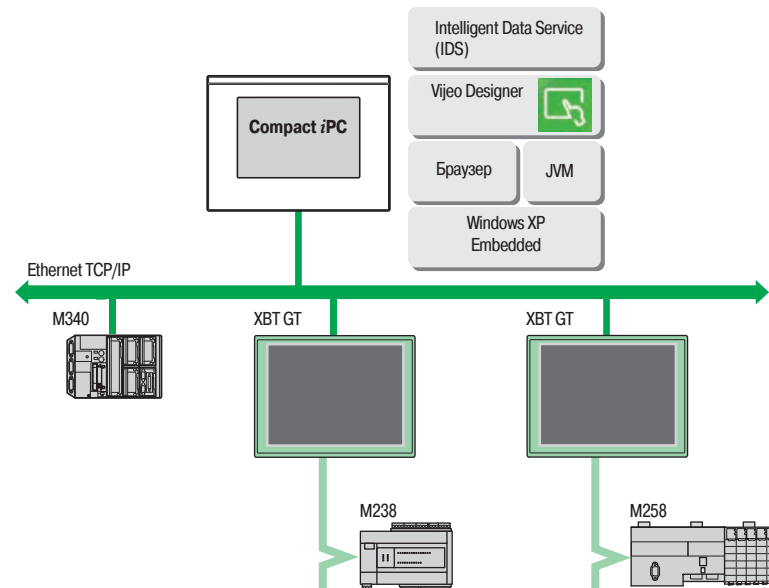 Intelligent Data Service
(IDS)
Vijeo Designer
Compact iPC
Браузер
JVM
Windows XP
Embedded
Ethernet TCP/IP
M340
XBT GT
XBT GT
M238
M258